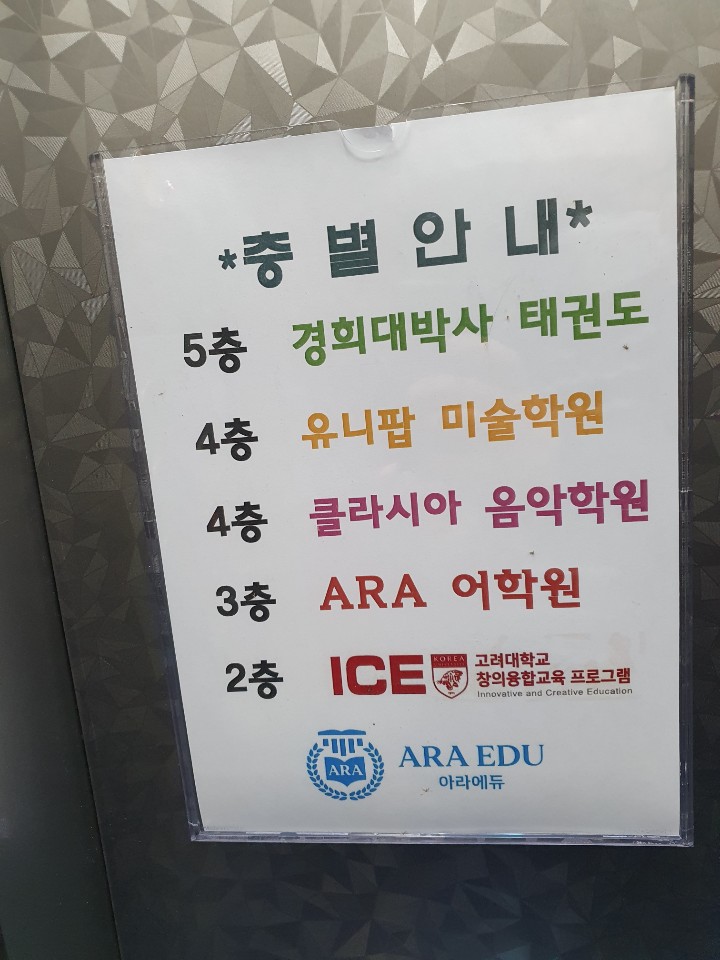 *층 별 안 내*
5층 경희대박사 태권도
4층 유니팝 미술학원
4층 클라시아 음악학원
3층 ARA 어학원
2층 ICE KOREA 고려대학교
창의융합교육 프로그램
Innovative and Creative Education
ARA ARA EDU
아라에듀